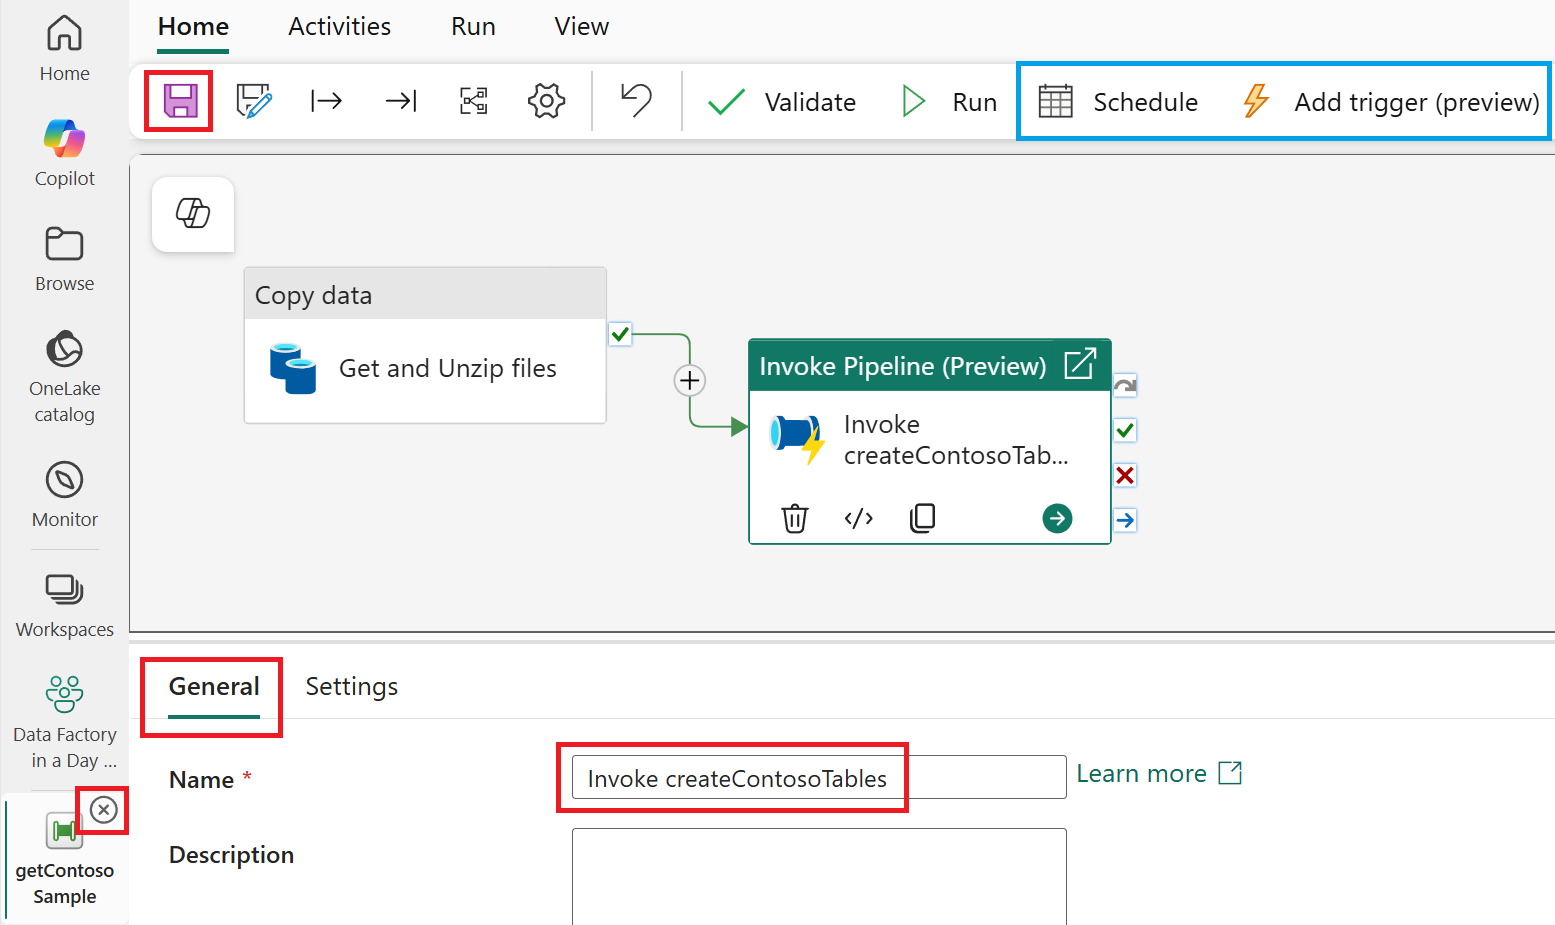 Home
Activities
Run
View
Home
Validate
Run
Schedule
Add trigger (preview)
Copilot
Browse
OneLake
catalog
Monitor
Workspaces
Data Factory
in a Day ...
getContoso
Sample
Copy data
Get and Unzip files
Invoke Pipeline (Preview)
Invoke
createContosoTab...
General
Settings
Name *
Invoke createContosoTables
Learn more
Description